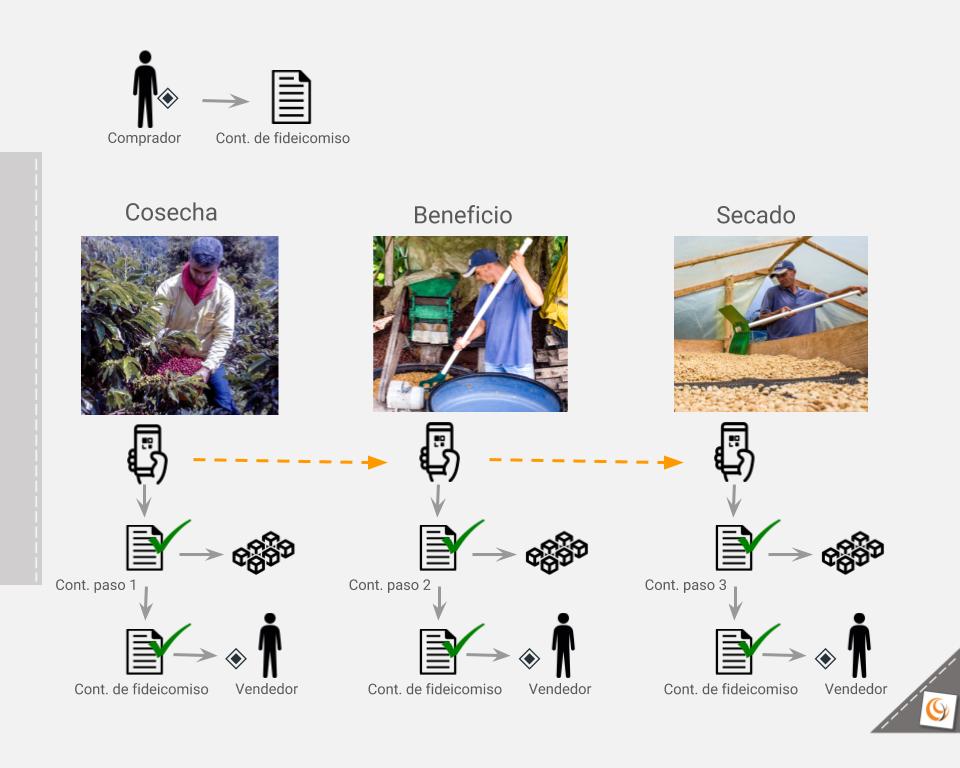 Comprador
Cont. de fideicomiso
Cosecha
Beneficio
Secado
Cont. paso 1
Cont. paso 2
Cont. paso 3
Cont. de fideicomiso
Vendedor
Cont. de fideicomiso
Vendedor
Cont. de fideicomiso
Vendedor